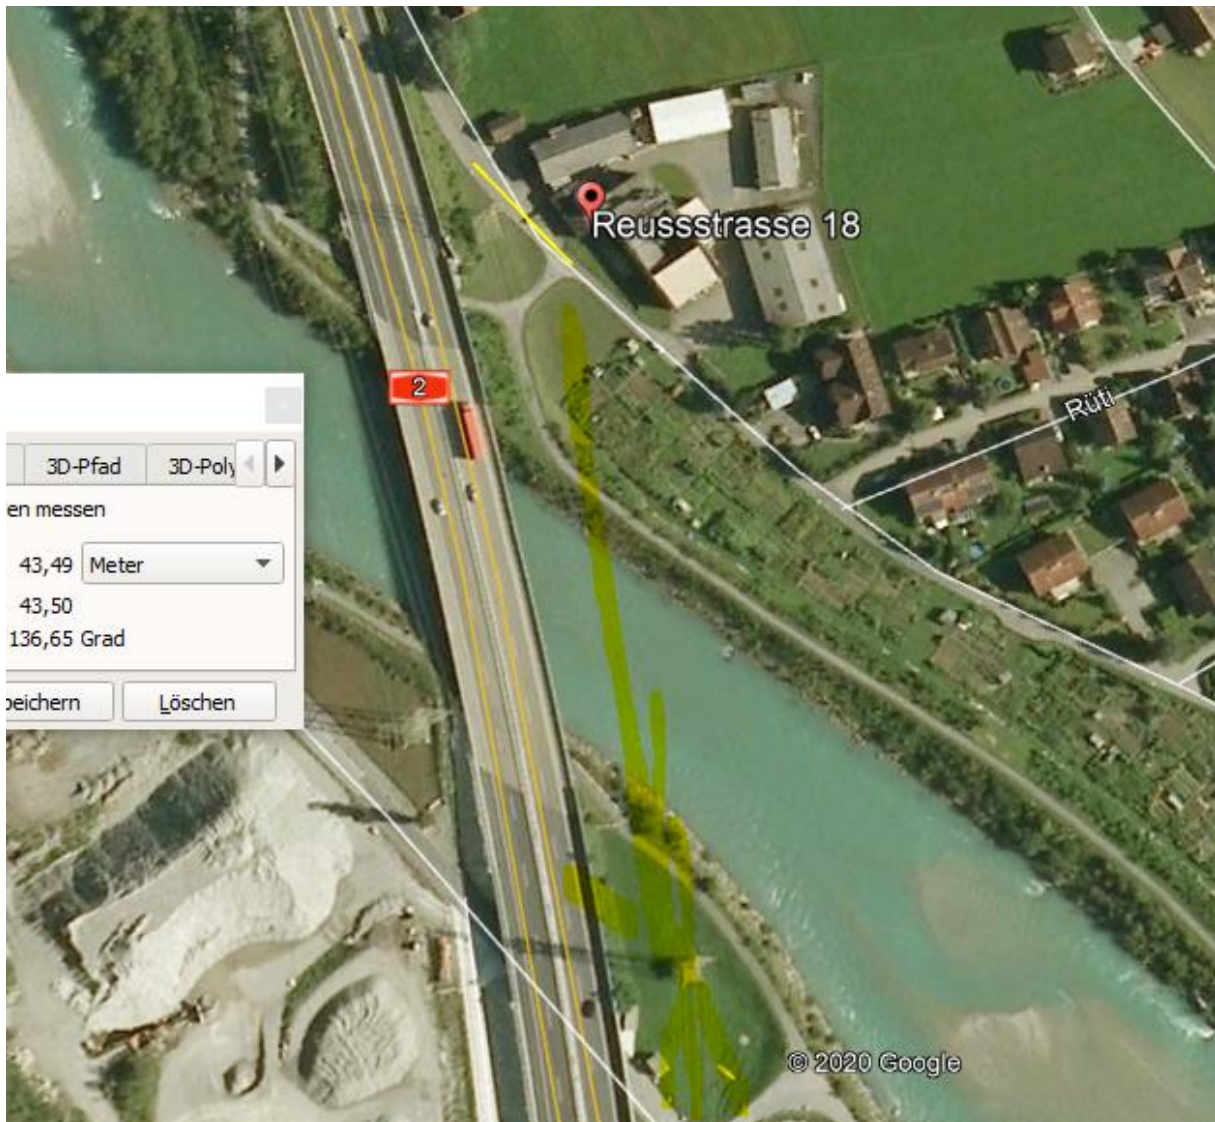 Reussstrasse 18
2
Rüti
3D-Pfad 3D-Poly
en messen
43,49 Meter
43,50
136,65 Grad
peichern Löschen
© 2020 Google